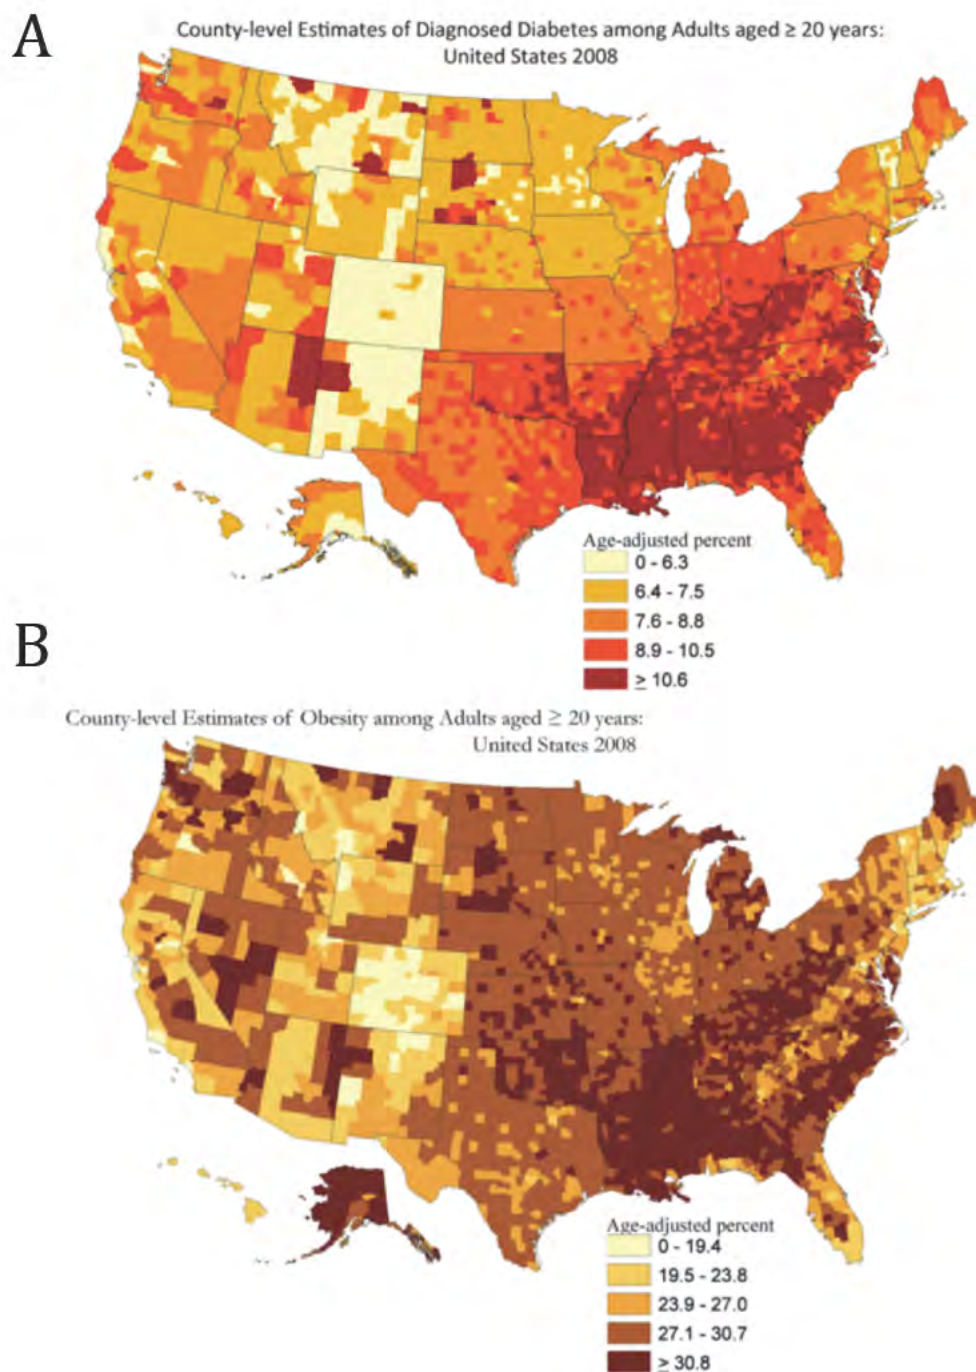 A
County-level Estimates of Diagnosed Diabetes among Adults aged ≥ 20 years:
United States 2008
Age-adjusted percent
0 - 6.3
6.4 - 7.5
7.6 - 8.8
8.9 - 10.5
≥ 10.6
B
County-level Estimates of Obesity among Adults aged ≥ 20 years:
United States 2008
Age-adjusted percent
0 - 19.4
19.5 - 23.8
23.9 - 27.0
27.1 - 30.7
≥ 30.8